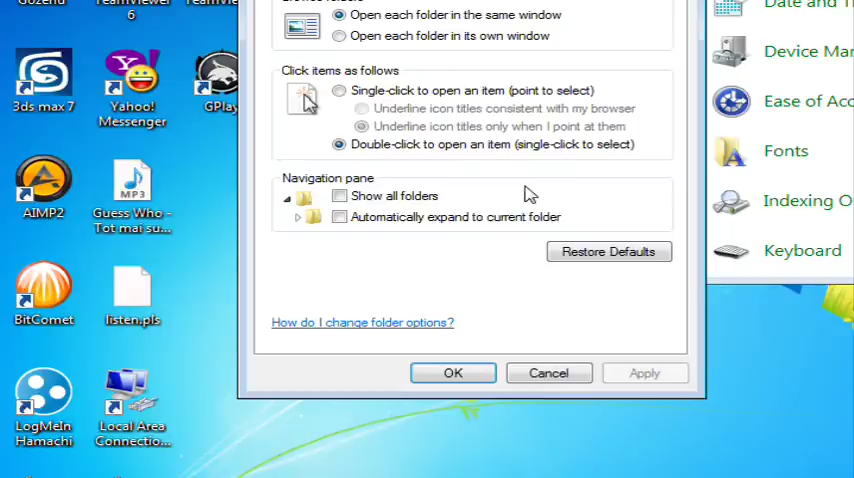 TeamViewer
6
3ds max 7
Yahoo!
Messenger
GPlay
AIMP2
MP3
Guess Who -
Tot mai su...
BitComet
listen.pls
LogMeIn
Hamachi
Local Area
Connectio...
Open each folder in the same window
Open each folder in its own window
Click items as follows
Single-click to open an item (point to select)
Underline icon titles consistent with my browser
Underline icon titles only when I point at them
Double-click to open an item (single-click to select)
Navigation pane
Show all folders
Automatically expand to current folder
Restore Defaults
How do I change folder options?
OK
Cancel
Apply
Date and T
Device Mar
Ease of Acc
Fonts
Indexing O
Keyboard